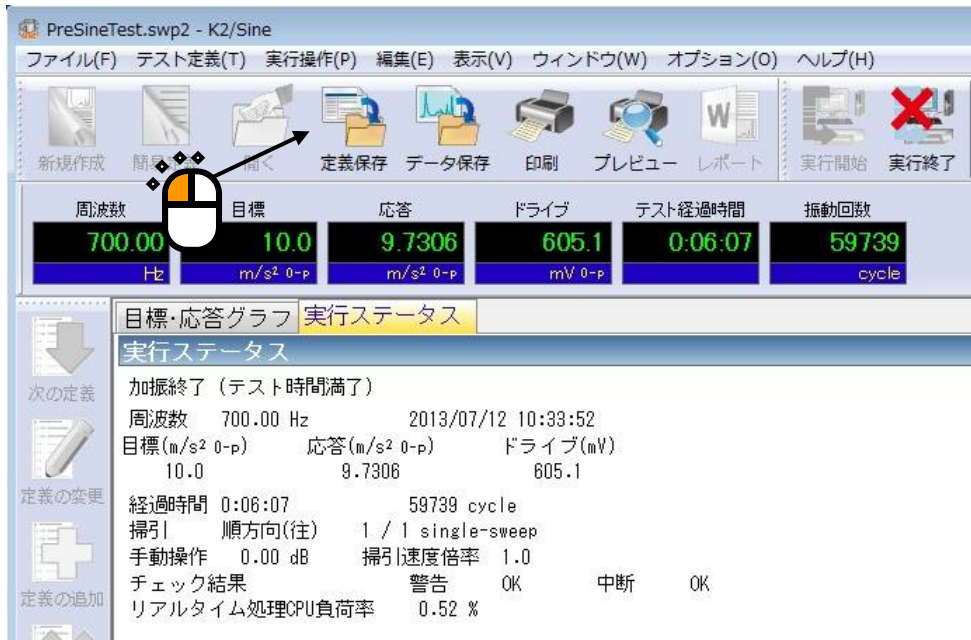 PreSineTest.swp2 - K2/Sine
ファイル(F) テスト定義(T) 実行操作(P) 編集(E) 表示(V) ウィンドウ(W) オプション(O) ヘルプ(H)
新規作成 開く 定義保存 データ保存 印刷 プレビュー レポート 実行開始 実行終了
周波数 目標 応答 ドライブ テスト経過時間 振動回数
700.00 10.0 9.7306 605.1 0:06:07 59739
Hz m/s² 0-p m/s² 0-p mV 0-p cycle
目標・応答グラフ 実行ステータス
実行ステータス
次の定義
定義の変更
定義の追加
加振終了 (テスト時間満了)
周波数 700.00 Hz 2013/07/12 10:33:52
目標(m/s² 0-p) 応答(m/s² 0-p) ドライブ(mV)
10.0 9.7306 605.1
経過時間 0:06:07 59739 cycle
掃引 順方向(往) 1 / 1 single-sweep
手動操作 0.00 dB 掃引速度倍率 1.0
チェック結果 警告 OK 中断 OK
リアルタイム処理CPU負荷率 0.52 %